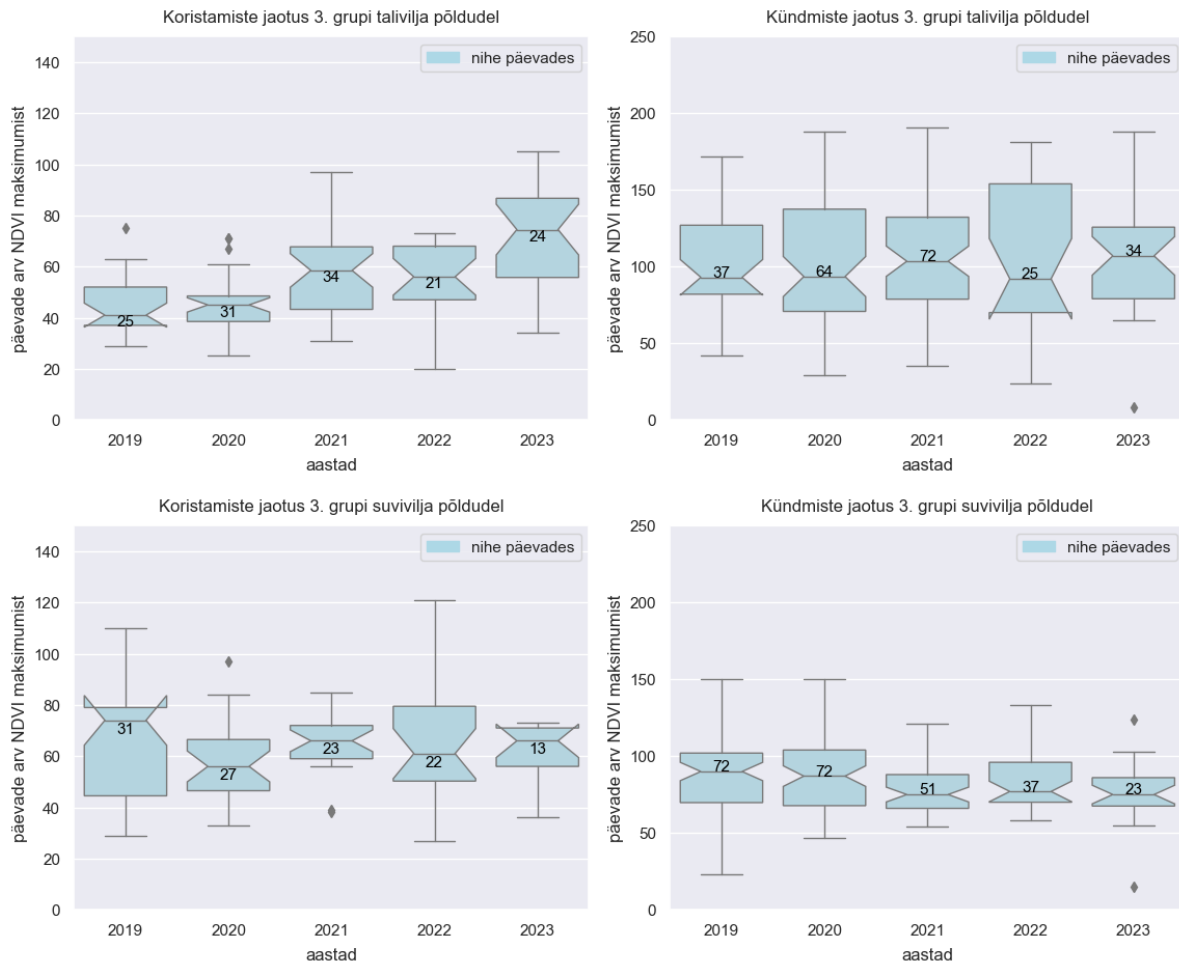 Koristamiste jaotus 3. grupi talivilja põldudel
nihe päevades
päevade arv NDVI maksimumist
140
120
100
80
60
40
20
0
25
31
34
21
24
2019 2020 2021 2022 2023
aastad
Kündmiste jaotus 3. grupi talivilja põldudel
nihe päevades
päevade arv NDVI maksimumist
250
200
150
100
50
0
37
64
72
25
34
2019 2020 2021 2022 2023
aastad
Koristamiste jaotus 3. grupi suvivilja põldudel
nihe päevades
päevade arv NDVI maksimumist
140
120
100
80
60
40
20
0
31
27
23
22
13
2019 2020 2021 2022 2023
aastad
Kündmiste jaotus 3. grupi suvivilja põldudel
nihe päevades
päevade arv NDVI maksimumist
250
200
150
100
50
0
72
72
51
37
23
2019 2020 2021 2022 2023
aastad